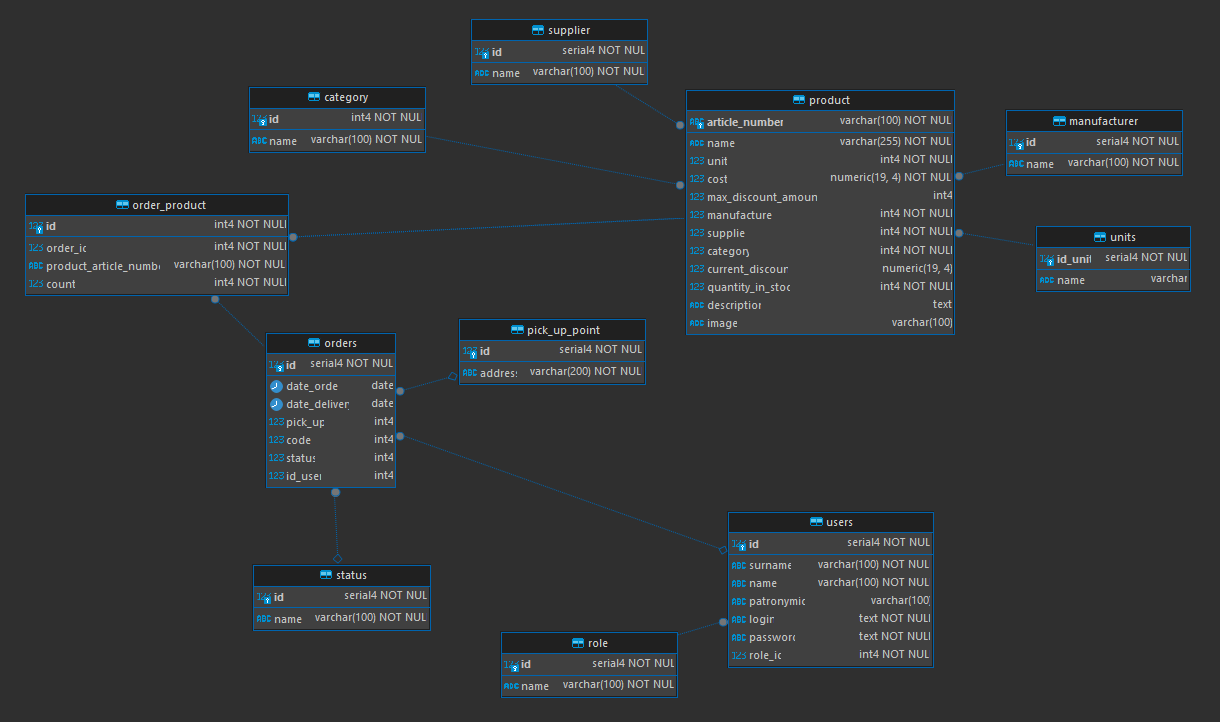 supplier
id serial4 NOT NUL
name varchar(100) NOT NUL
category
id int4 NOT NUL
name varchar(100) NOT NUL
product
article_number varchar(100) NOT NUL
name varchar(255) NOT NUL
unit int4 NOT NUL
cost numeric(19, 4) NOT NUL
max_discount_amoun int4
manufacture int4 NOT NUL
supplie int4 NOT NUL
category int4 NOT NUL
current_discour numeric(19, 4)
quantity_in_stoc int4 NOT NUL
description text
image varchar(100)
manufacturer
id serial4 NOT NUL
name varchar(100) NOT NUL
order_product
id int4 NOT NUL
order_ic int4 NOT NUL
product_article_numb varchar(100) NOT NUL
count int4 NOT NUL
units
id_unit serial4 NOT NUL
name varchar
orders
id serial4 NOT NUL
date_orde date
date_delivery date
pick_up int4
code int4
status int4
id_user int4
pick_up_point
id serial4 NOT NUL
address varchar(200) NOT NUL
users
id serial4 NOT NUL
surname varchar(100) NOT NUL
name varchar(100) NOT NUL
patronymic varchar(100)
login text NOT NUL
password text NOT NUL
role_ic int4 NOT NUL
status
id serial4 NOT NUL
name varchar(100) NOT NUL
role
id serial4 NOT NUL
name varchar(100) NOT NUL